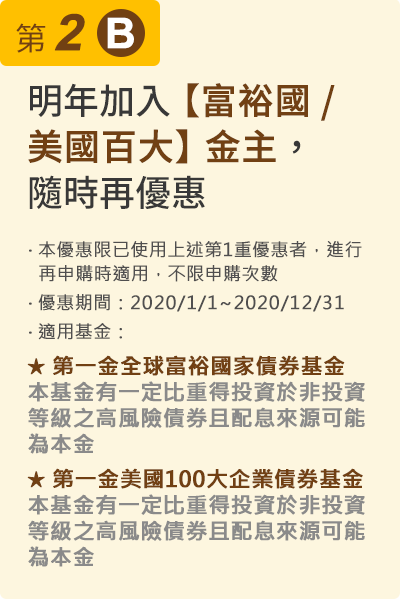 第 2 B
明年加入【富裕國 /
美國百大】金主，
隨時再優惠
· 本優惠限已使用上述第1重優惠者，進行
再申購時適用，不限申購次數
· 優惠期間：2020/1/1~2020/12/31
· 適用基金：
★ 第一金全球富裕國家債券基金
本基金有一定比重得投資於非投資
等級之高風險債券且配息來源可能
為本金
★ 第一金美國100大企業債券基金
本基金有一定比重得投資於非投資
等級之高風險債券且配息來源可能
為本金